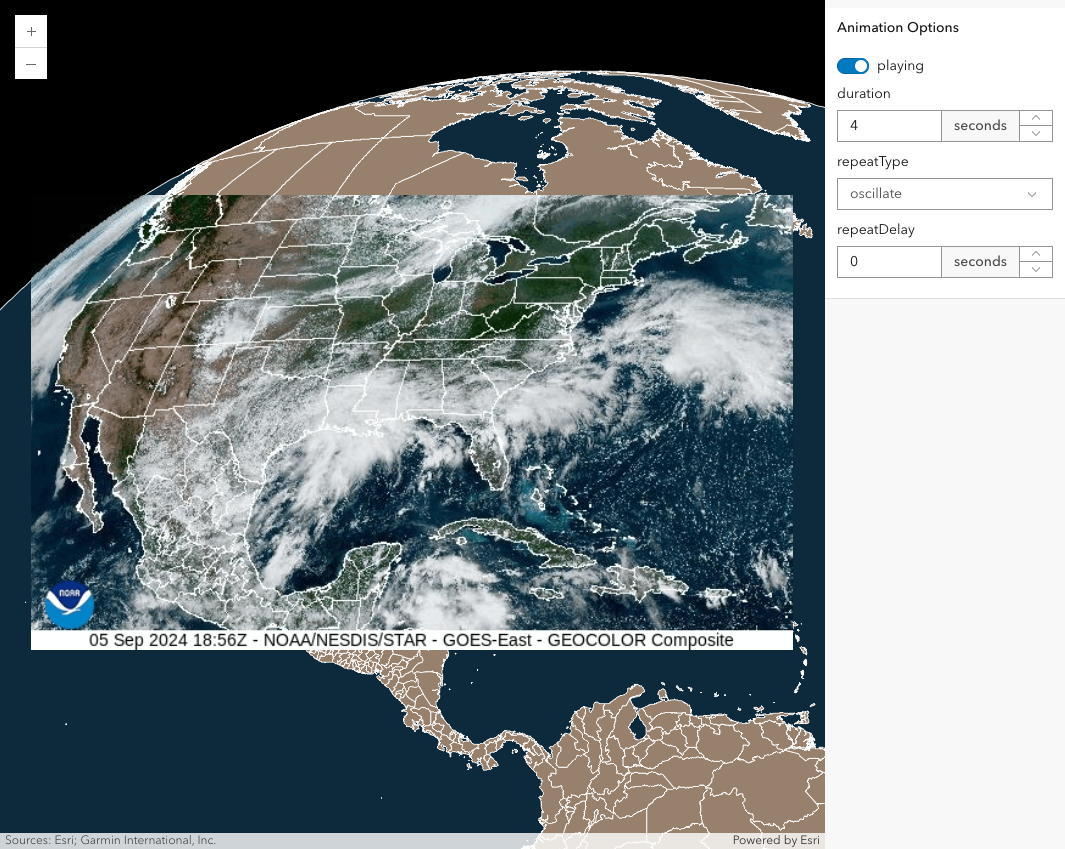 +
−
Animation Options
playing
duration
4 seconds
repeatType
oscillate
repeatDelay
0 seconds
NOAA
05 Sep 2024 18:56Z - NOAA/NESDIS/STAR - GOES-East - GEOCOLOR Composite
Sources: Esri; Garmin International, Inc. Powered by Esri